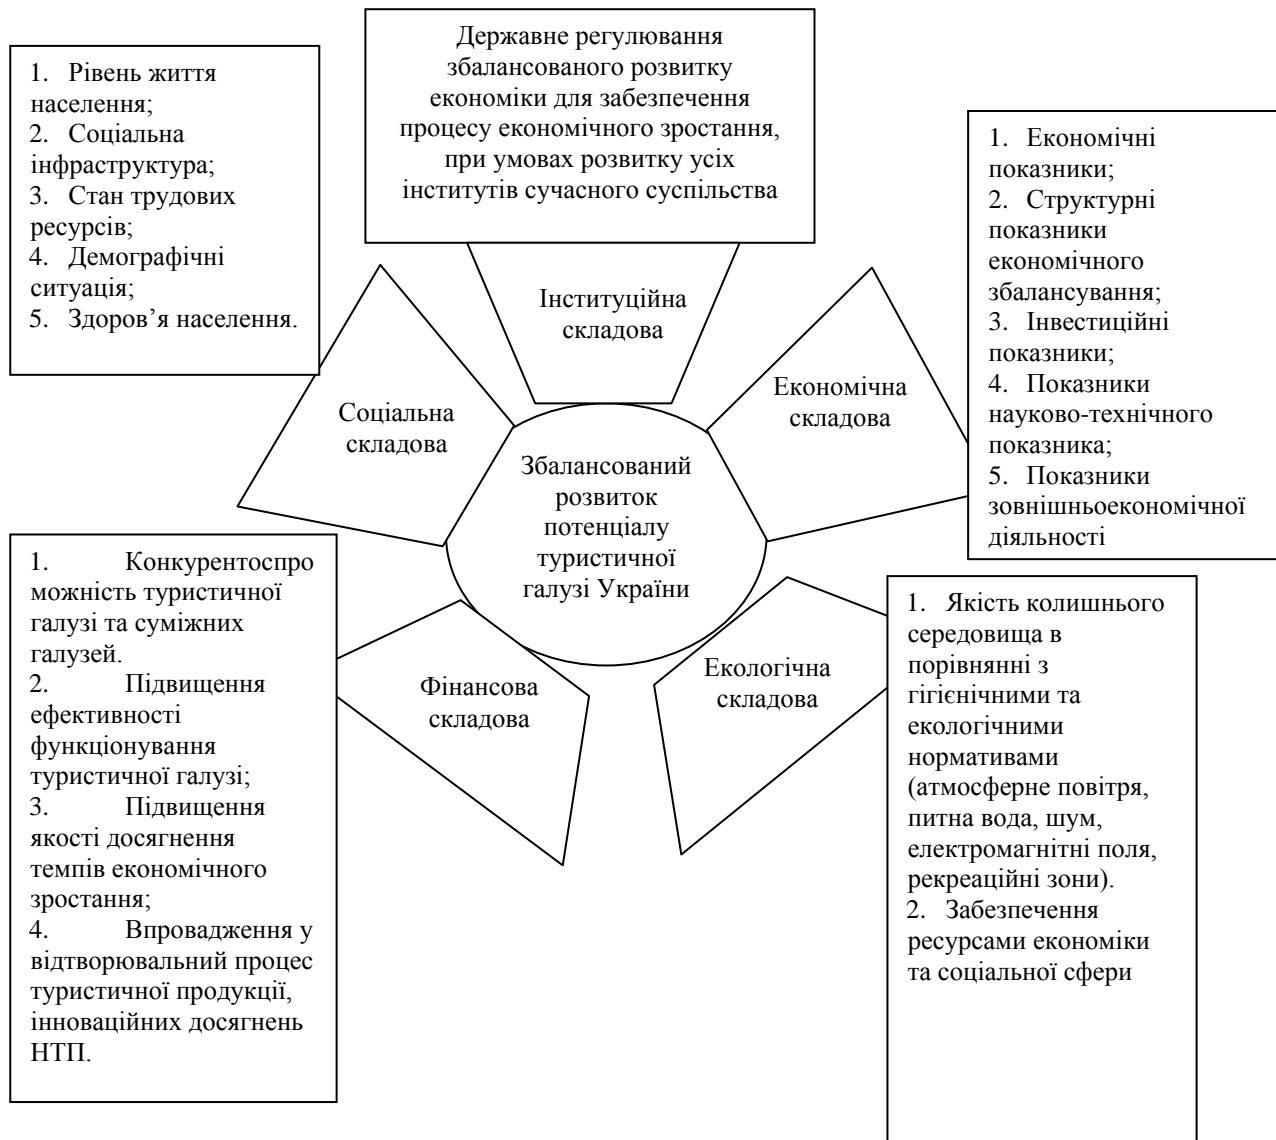 Державне регулювання
збалансованого розвитку
економіки для забезпечення
процесу економічного зростання,
при умовах розвитку усіх
інститутів сучасного суспільства
1. Рівень життя
населення;
2. Соціальна
інфраструктура;
3. Стан трудових
ресурсів;
4. Демографічні
ситуація;
5. Здоров’я населення.
1. Економічні
показники;
2. Структурні
показники
економічного
збалансування;
3. Інвестиційні
показники;
4. Показники
науково-технічного
показника;
5. Показники
зовнішньоекономічної
діяльності
Інституційна
складова
Соціальна
складова
Економічна
складова
Збалансований
розвиток
потенціалу
туристичної
галузі України
Фінансова
складова
Екологічна
складова
1. Конкурентоспро
можність туристичної
галузі та суміжних
галузей.
2. Підвищення
ефективності
функціонування
туристичної галузі;
3. Підвищення
якості досягнення
темпів економічного
зростання;
4. Впровадження у
відтворювальний процес
туристичної продукції,
інноваційних досягнень
НТП.
1. Якість колишнього
середовища в
порівнянні з
гігієнічними та
екологічними
нормативами
(атмосферне повітря,
питна вода, шум,
електромагнітні поля,
рекреаційні зони).
2. Забезпечення
ресурсами економіки
та соціальної сфери